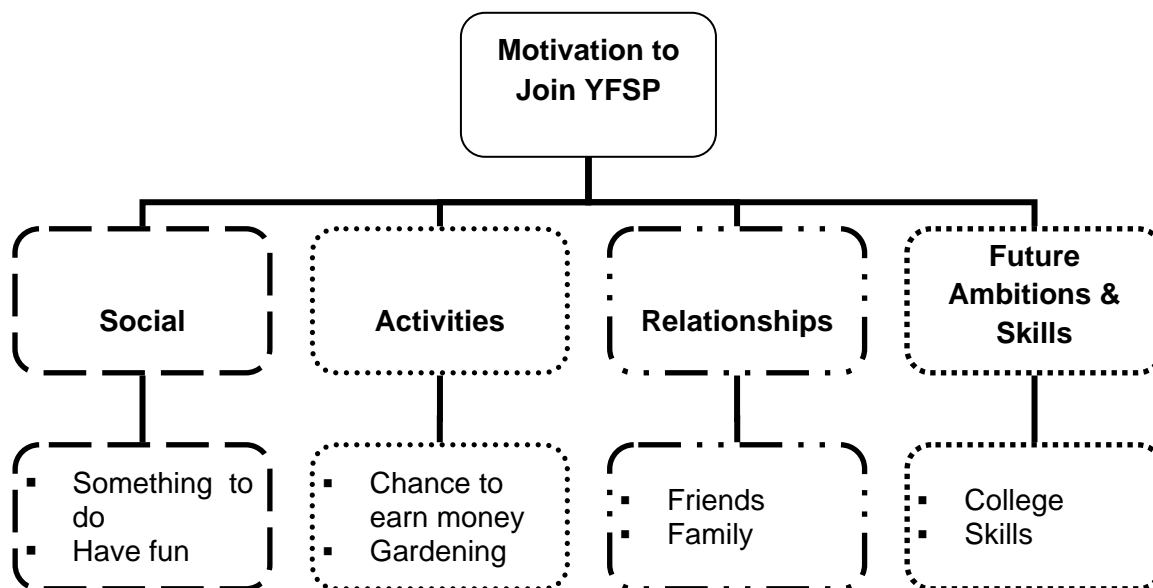 Motivation to
Join YFSP
Social
Activities
Relationships
Future
Ambitions &
Skills
▪ Something to
do
▪ Have fun
▪ Chance to
earn money
▪ Gardening
▪ Friends
▪ Family
▪ College
▪ Skills